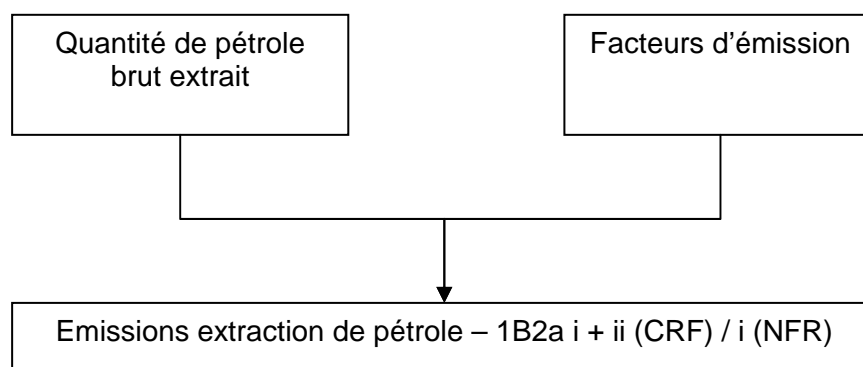 Quantité de pétrole
brut extrait
Facteurs d'émission
Emissions extraction de pétrole – 1B2a i + ii (CRF) / i (NFR)